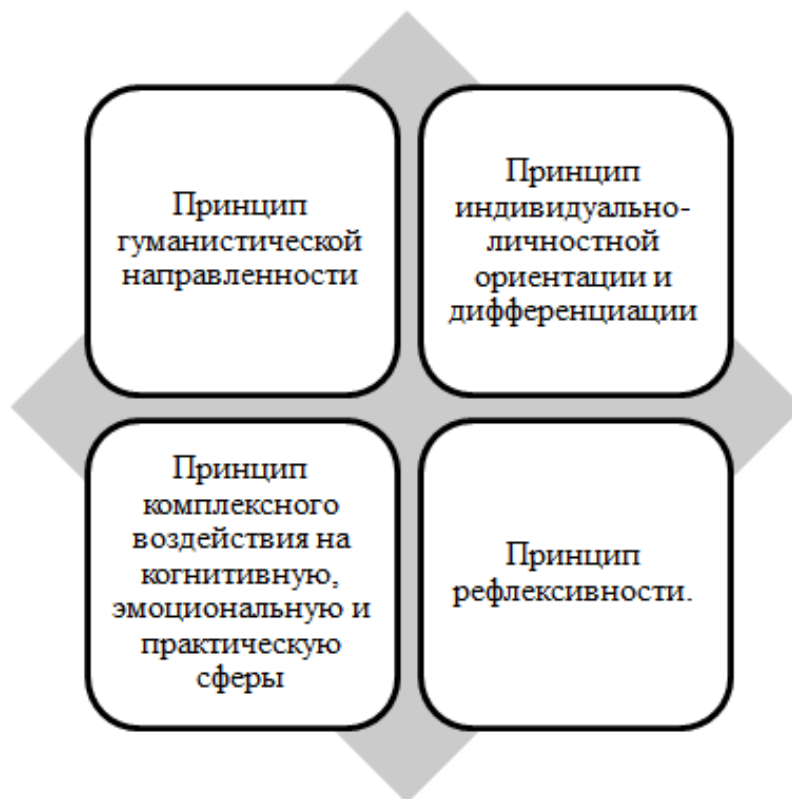 Принцип
гуманистической
направленности
Принцип
индивидуально-
личностной
ориентации и
дифференциации
Принцип
комплексного
воздействия на
когнитивную,
эмоциональную и
практическую
сферы
Принцип
рефлексивности.